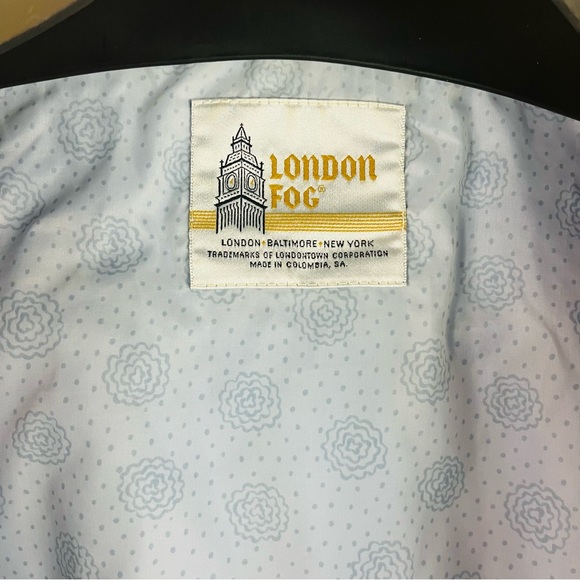 LONDON
FOG®
LONDON + BALTIMORE + NEW YORK
TRADEMARKS OF LONDONTOWN CORPORATION
MADE IN COLOMBIA, SA.